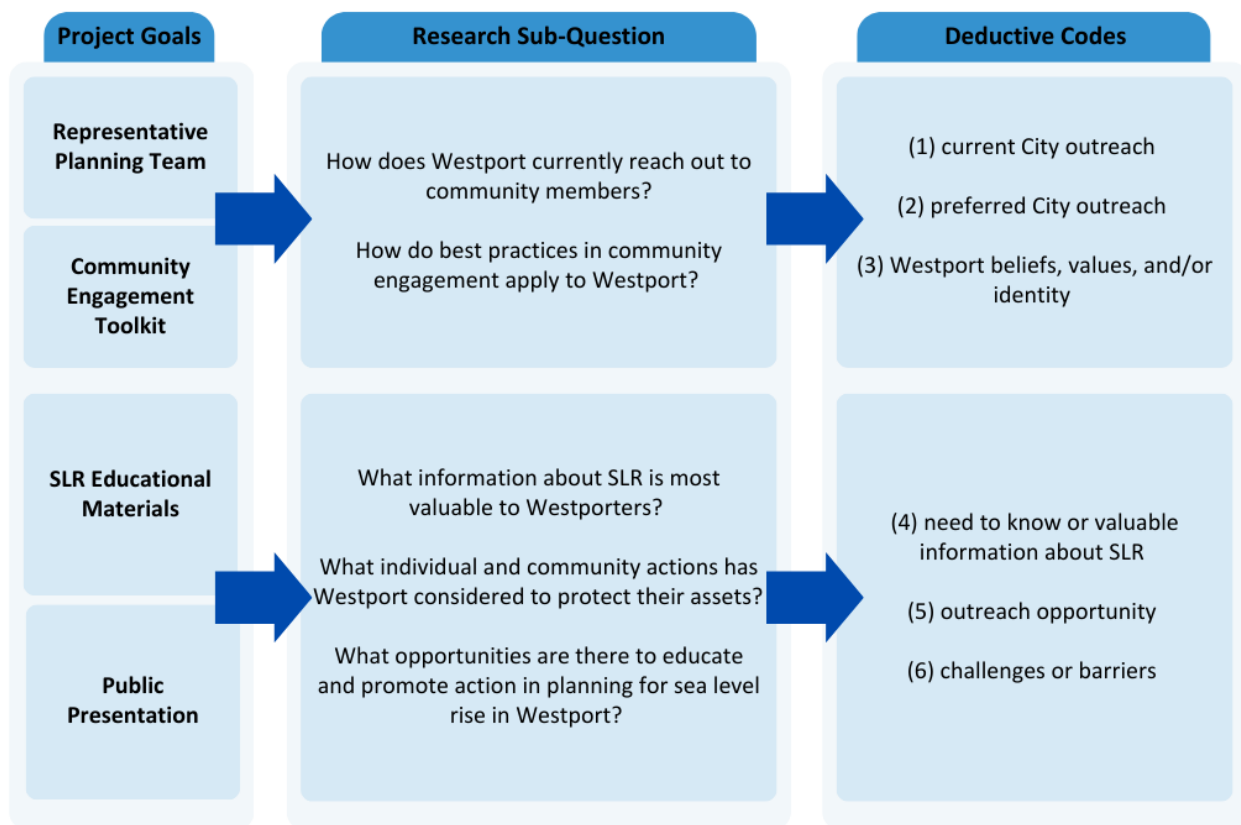 Project Goals
Research Sub-Question
Deductive Codes
Representative
Planning Team
Community
Engagement
Toolkit
How does Westport currently reach out to
community members?
How do best practices in community
engagement apply to Westport?
(1) current City outreach
(2) preferred City outreach
(3) Westport beliefs, values, and/or
identity
SLR Educational
Materials
Public
Presentation
What information about SLR is most
valuable to Westporters?
What individual and community actions has
Westport considered to protect their assets?
What opportunities are there to educate
and promote action in planning for sea level
rise in Westport?
(4) need to know or valuable
information about SLR
(5) outreach opportunity
(6) challenges or barriers